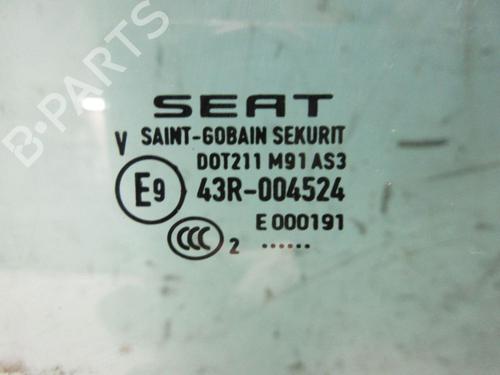 SEAT
V SAINT-GOBAIN SEKURIT
DOT211 M91 AS3
E9 43R-004524
E 000191
CCC 2 ......
B-PARTS